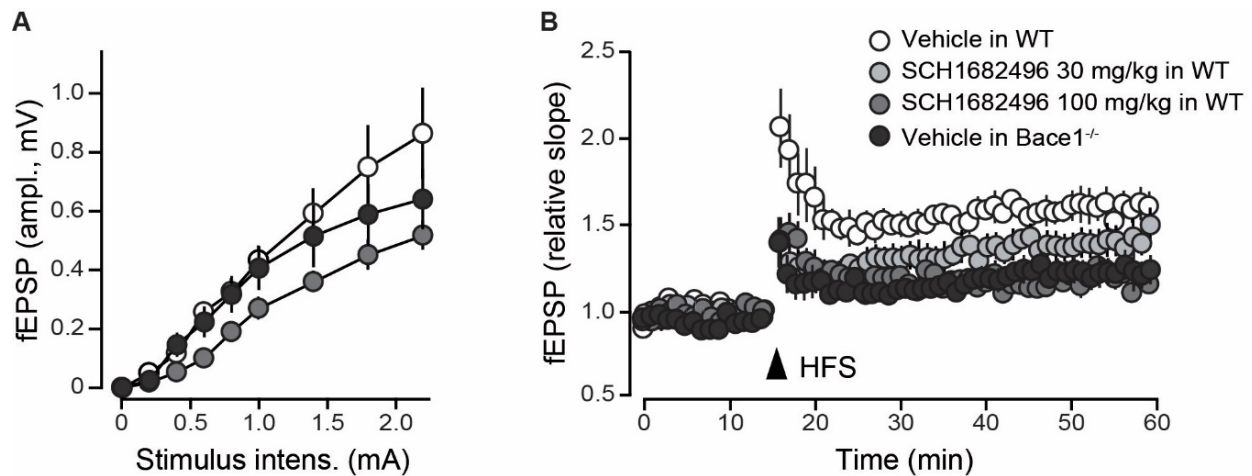 A
fEPSP (ampl., mV)
1.0
0.8
0.6
0.4
0.2
0
0 0.2 0.6 1.0 1.5 2.0
Stimulus intens. (mA)
B
fEPSP (relative slope)
2.5
2.0
1.5
1.0
0.5
Vehicle in WT
SCH1682496 30 mg/kg in WT
SCH1682496 100 mg/kg in WT
Vehicle in Bace1-/-
HFS
0 10 20 30 40 50 60
Time (min)